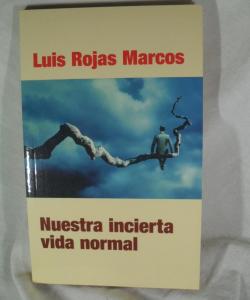 Luis Rojas Marcos
Nuestra incierta
vida normal